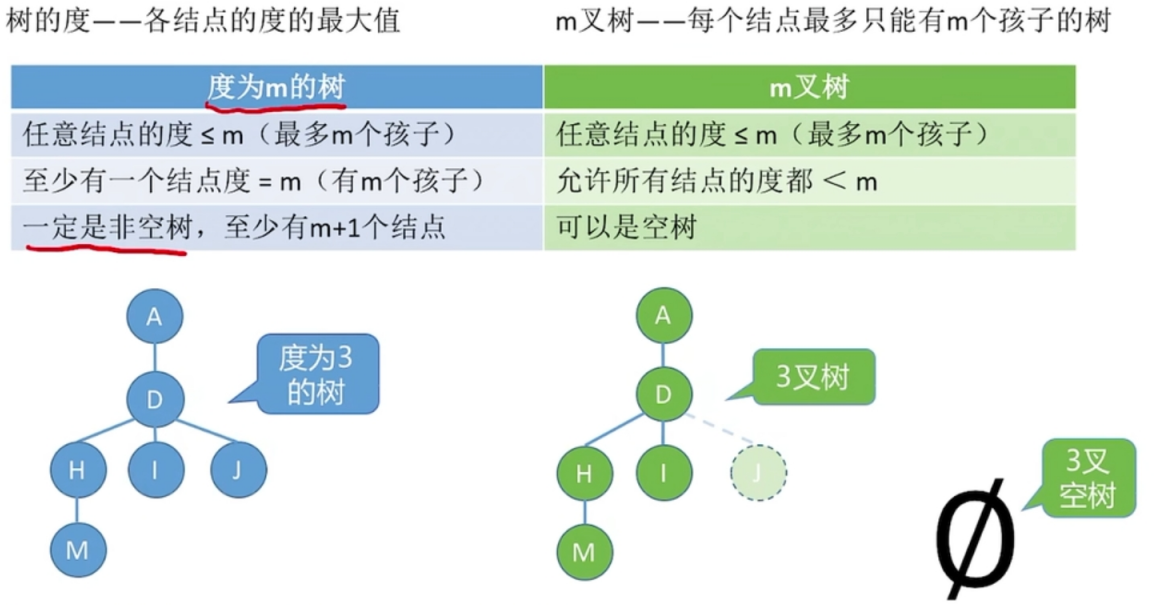 树的度——各结点的度的最大值
m叉树——每个结点最多只能有m个孩子的树
度为m的树
m叉树
任意结点的度 ≤ m（最多m个孩子）
任意结点的度 ≤ m（最多m个孩子）
至少有一个结点度 = m（有m个孩子）
允许所有结点的度都 ＜ m
一定是非空树，至少有m+1个结点
可以是空树
A
D
H
I
J
M
度为3
的树
A
D
H
I
J
M
3叉树
Ø
3叉
空树